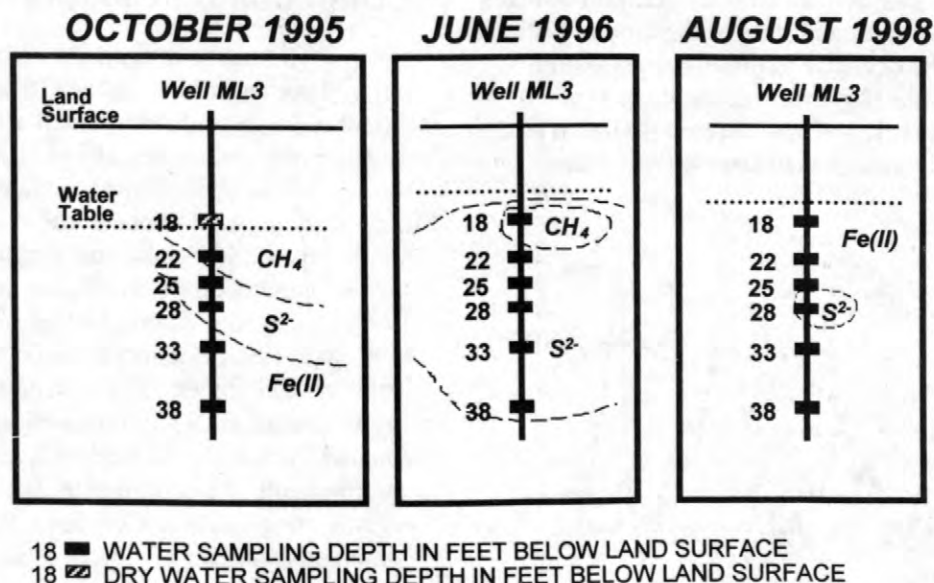 OCTOBER 1995
Well ML3
Land
Surface
Water
Table
18
22
25
28
33
38
CH₄
S²⁻
Fe(II)
JUNE 1996
Well ML3
18
22
25
28
33
38
CH₄
S²⁻
AUGUST 1998
Well ML3
18
22
25
28
33
38
Fe(II)
S²⁻
18 WATER SAMPLING DEPTH IN FEET BELOW LAND SURFACE
18 DRY WATER SAMPLING DEPTH IN FEET BELOW LAND SURFACE